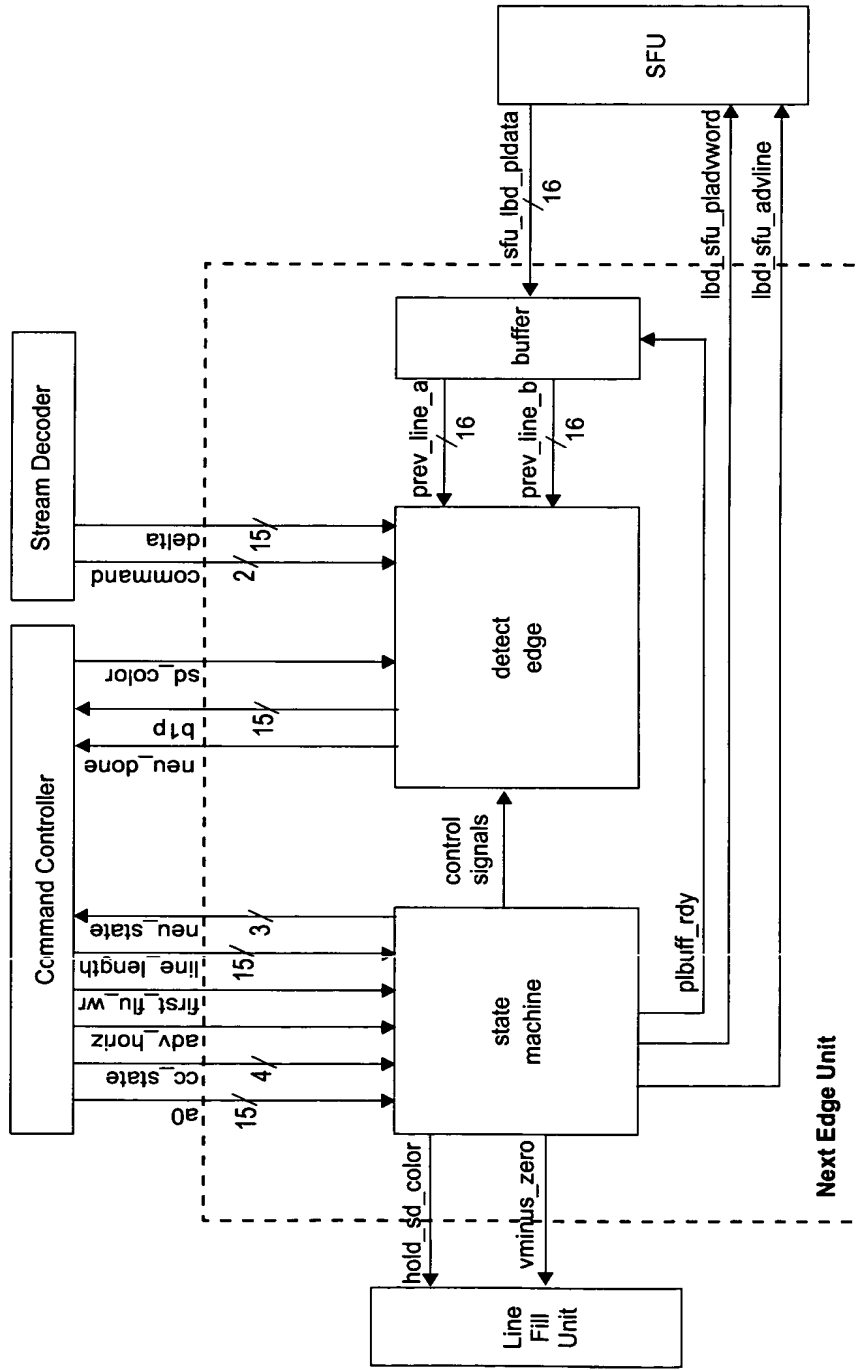 Command Controller
Stream Decoder
a0
15
cc_state
4
adv_horiz
first_flu_wr
line_length
15
neu_state
3
neu_done
b1p
15
sd_color
command
2
delta
15
hold_sd_color
vminus_zero
Line
Fill
Unit
state
machine
control
signals
detect
edge
prev_line_a
16
prev_line_b
16
buffer
sfu_lbd_pldata
16
SFU
plbuff_rdy
lbd_sfu_pladvword
lbd_sfu_advline
Next Edge Unit